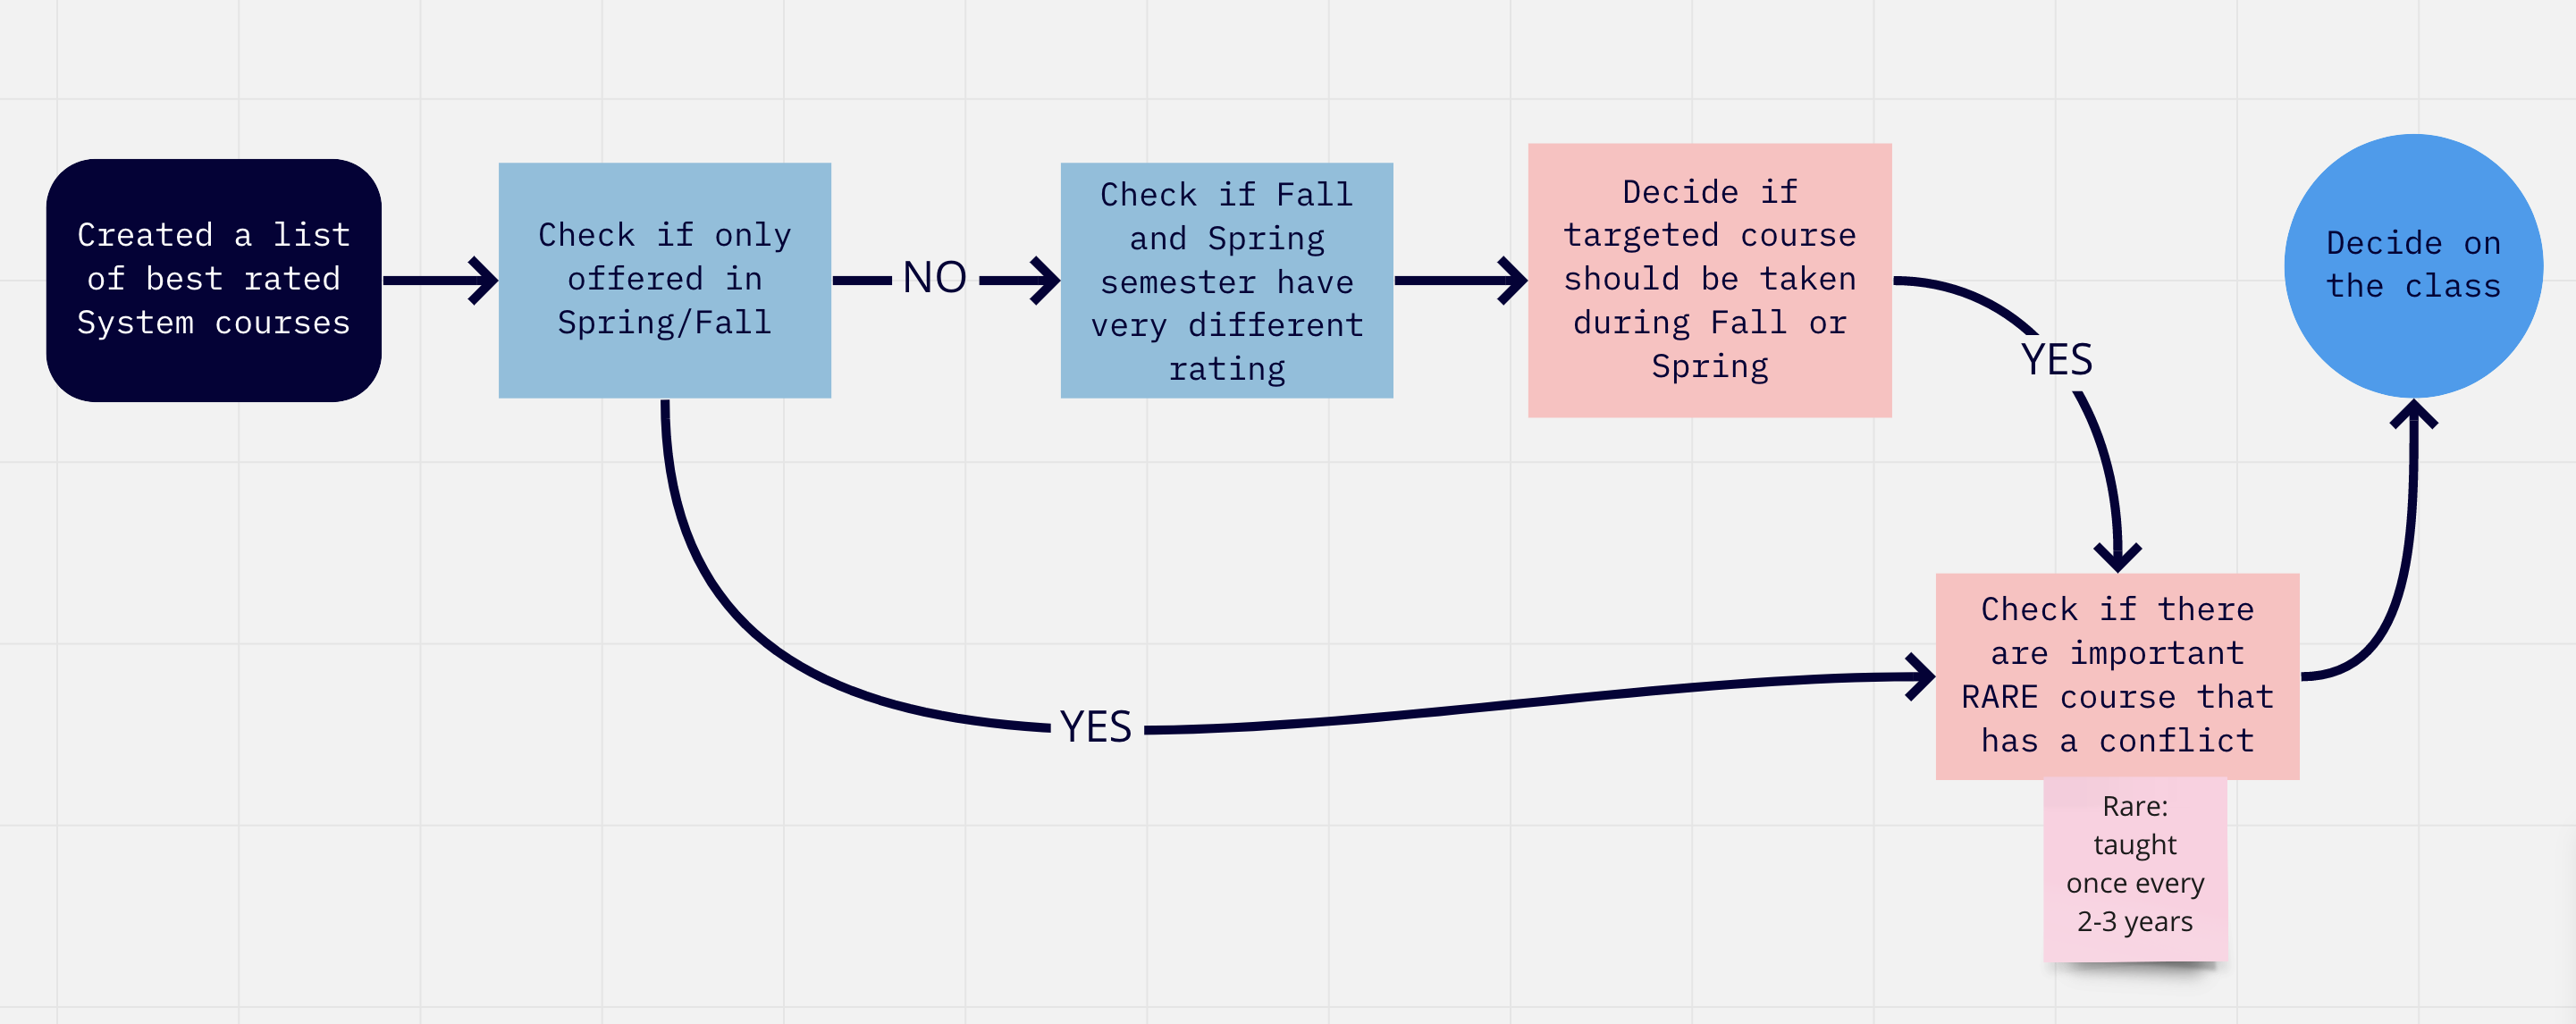 Created a list
of best rated
System courses
Check if only
offered in
Spring/Fall
NO
Check if Fall
and Spring
semester have
very different
rating
Decide if
targeted course
should be taken
during Fall or
Spring
YES
Decide on
the class
YES
Check if there
are important
RARE course that
has a conflict
Rare:
taught
once every
2-3 years